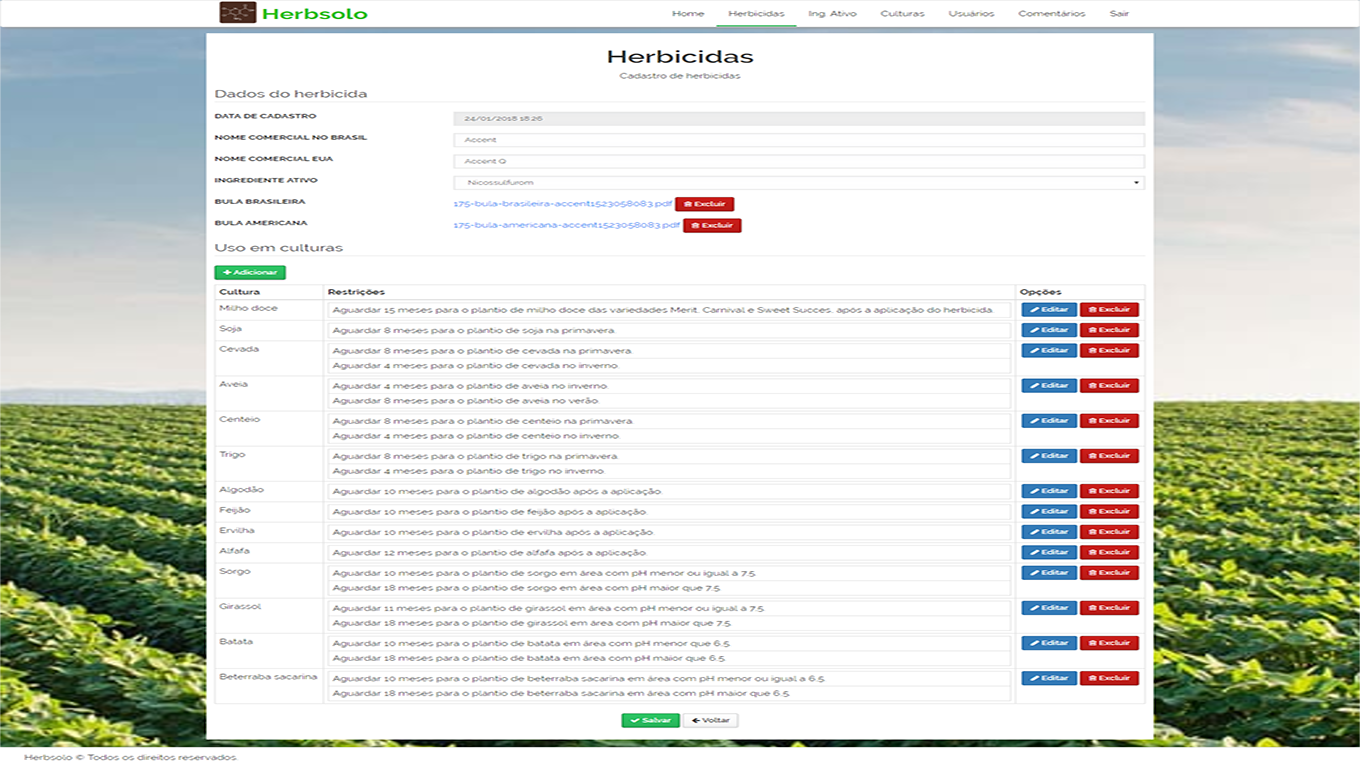 Herbsolo
Home Herbicidas Ing. Ativo Culturas Usuários Comentários Sair
Herbicidas
Cadastro de herbicidas
Dados do herbicida
DATA DE CADASTRO 24/01/2018 18:26
NOME COMERCIAL NO BRASIL Accent
NOME COMERCIAL EUA Accent Q
INGREDIENTE ATIVO Nicossulfurom
BULA BRASILEIRA 175-bula-brasileira-accent1523058083.pdf Excluir
BULA AMERICANA 175-bula-americana-accent1523058083.pdf Excluir
Uso em culturas
Adicionar
Cultura Restrições Opções
Milho doce Aguardar 15 meses para o plantio de milho doce das variedades Merit, Carnival e Sweet Succes, apos a aplicação do herbicida. Editar Excluir
Soja Aguardar 8 meses para o plantio de soja na primavera Editar Excluir
Cevada Aguardar 8 meses para o plantio de cevada na primavera. Editar Excluir
Aguardar 4 meses para o plantio de cevada no inverno.
Aveia Aguardar 4 meses para o plantio de aveia no inverno. Editar Excluir
Aguardar 8 meses para o plantio de aveia no verão.
Centeio Aguardar 8 meses para o plantio de centeio na primavera. Editar Excluir
Aguardar 4 meses para o plantio de centeio no inverno.
Trigo Aguardar 8 meses para o plantio de trigo na primavera. Editar Excluir
Aguardar 4 meses para o plantio de trigo no inverno.
Algodão Aguardar 10 meses para o plantio de algodão após a aplicação. Editar Excluir
Feijão Aguardar 10 meses para o plantio de feijão após a aplicação. Editar Excluir
Ervilha Aguardar 10 meses para o plantio de ervilha após a aplicação. Editar Excluir
Alfafa Aguardar 12 meses para o plantio de alfafa após a aplicação. Editar Excluir
Sorgo Aguardar 10 meses para o plantio de sorgo em área com pH menor ou igual a 7.5. Editar Excluir
Aguardar 18 meses para o plantio de sorgo em área com pH maior que 7.5.
Girassol Aguardar 11 meses para o plantio de girassol em área com pH menor ou igual a 7.5. Editar Excluir
Aguardar 18 meses para o plantio de girassol em área com pH maior que 7.5.
Batata Aguardar 10 meses para o plantio de batata em área com pH menor que 6.5. Editar Excluir
Aguardar 18 meses para o plantio de batata em área com pH maior que 6.5.
Beterraba sacarina Aguardar 10 meses para o plantio de beterraba sacarina em área com pH menor ou igual a 6.5. Editar Excluir
Aguardar 18 meses para o plantio de beterraba sacarina em área com pH maior que 6.5.
Salvar Voltar
Herbsolo © Todos os direitos reservados.